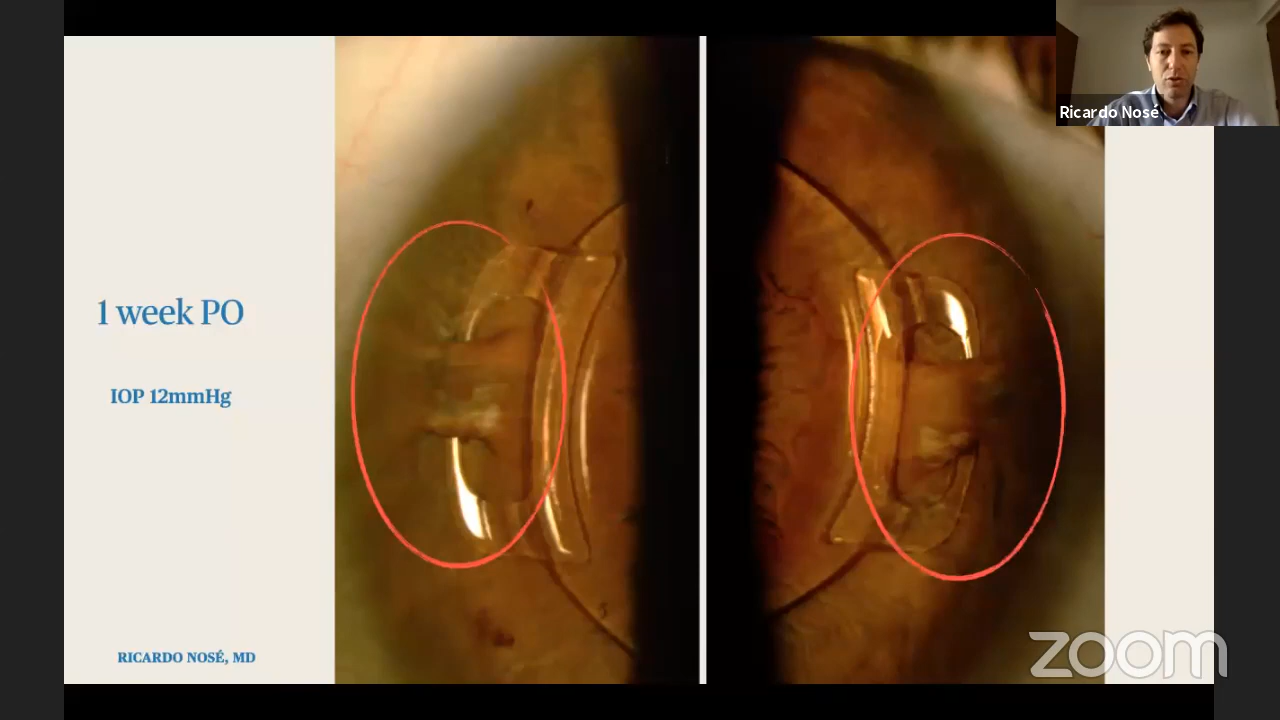 Ricardo Nosé
1 week PO
IOP 12mmHg
RICARDO NOSÉ, MD
zoom